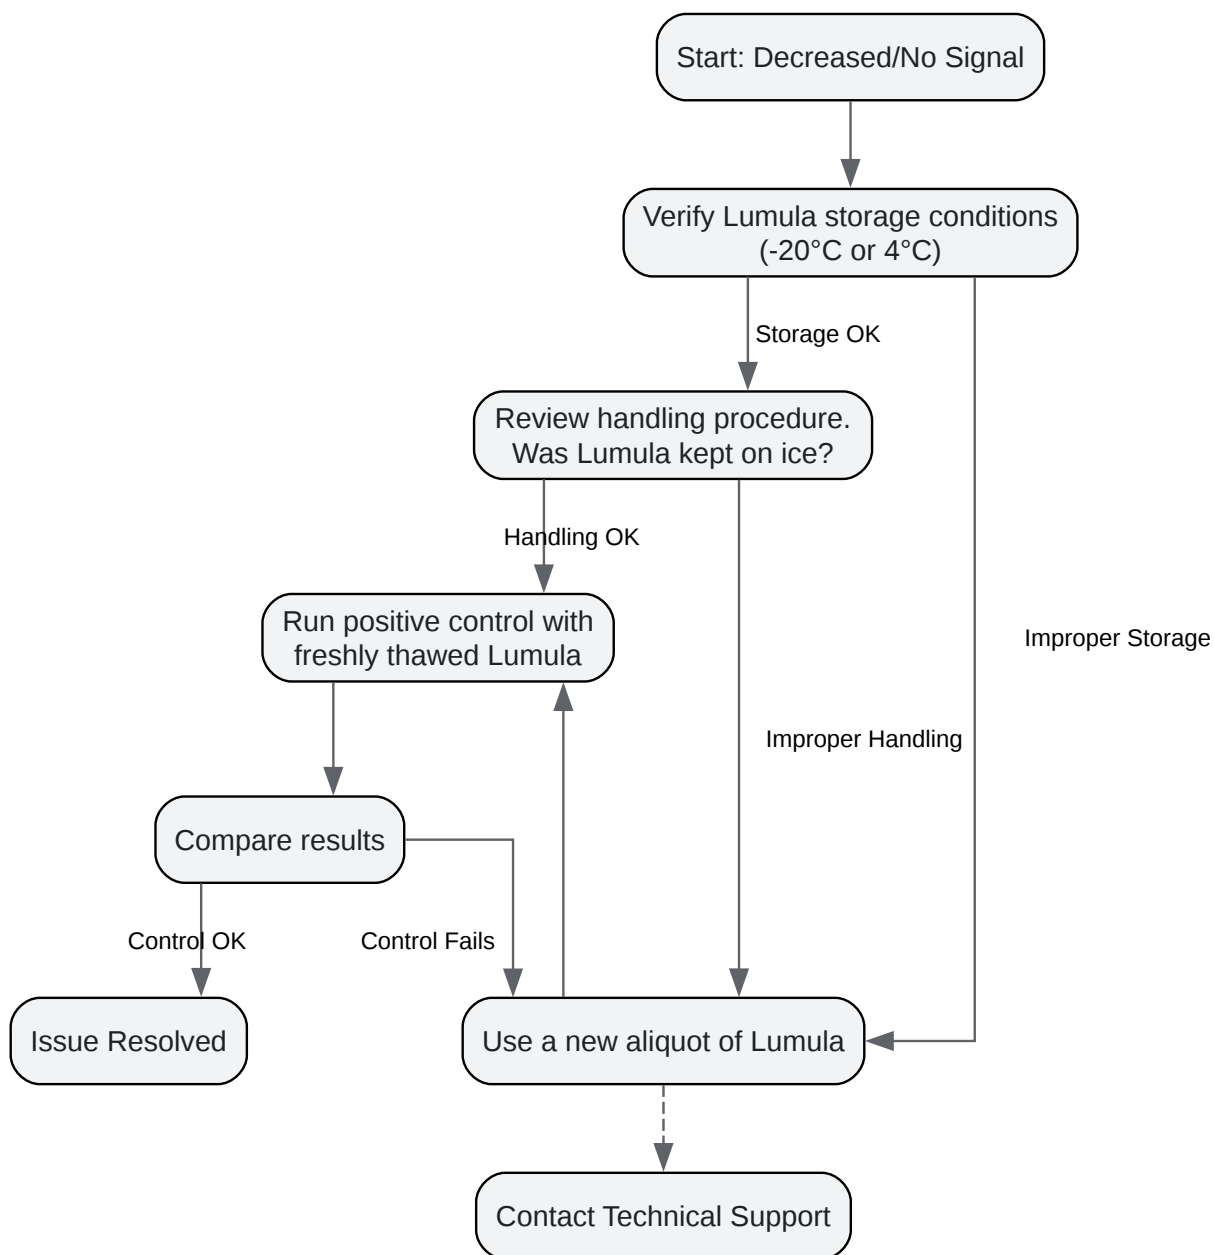 Start: Decreased/No Signal
Verify Lumula storage conditions
(-20°C or 4°C)
Storage OK
Review handling procedure.
Was Lumula kept on ice?
Handling OK
Run positive control with
freshly thawed Lumula
Improper Storage
Improper Handling
Compare results
Control OK
Control Fails
Issue Resolved
Use a new aliquot of Lumula
Contact Technical Support